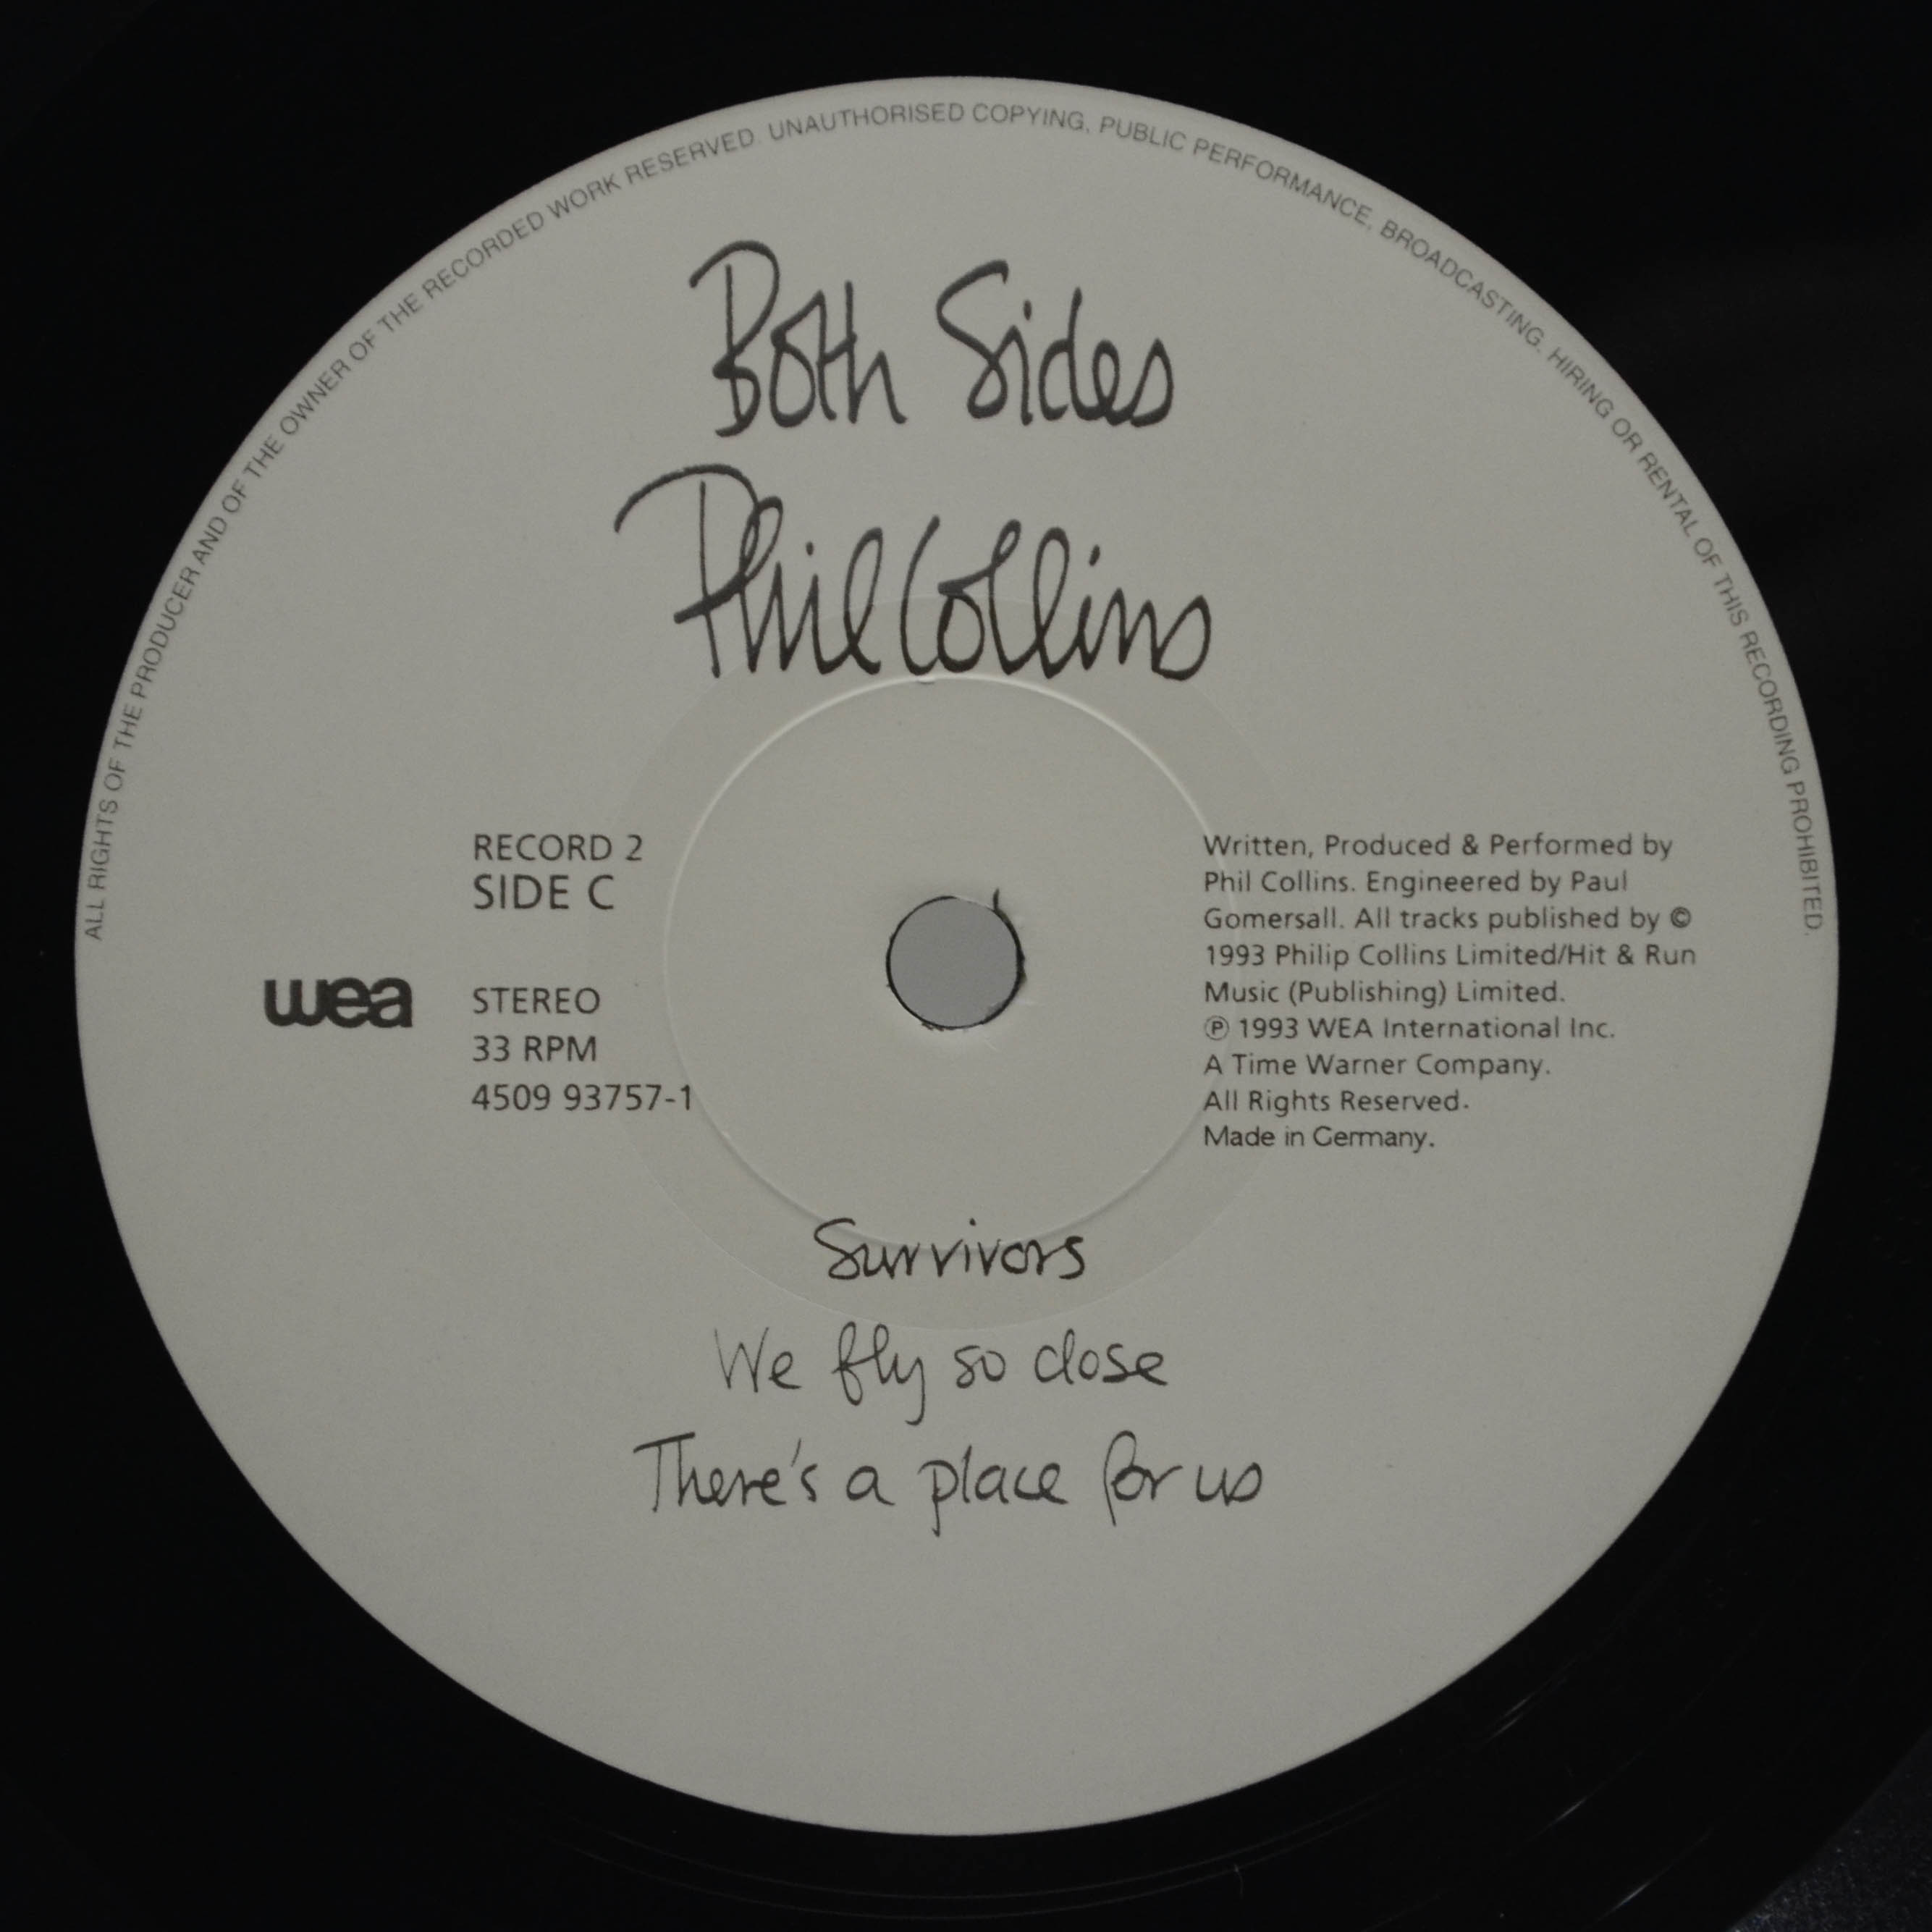 ALL RIGHTS OF THE PRODUCER AND OF THE OWNER OF THE RECORDED WORK RESERVED. UNAUTHORISED COPYING, PUBLIC PERFORMANCE, BROADCASTING, HIRING OR RENTAL OF THIS RECORDING PROHIBITED.
Both Sides
Phil Collins
RECORD 2
SIDE C
wea
STEREO
33 RPM
4509 93757-1
Written, Produced & Performed by
Phil Collins. Engineered by Paul
Gomersall. All tracks published by ©
1993 Philip Collins Limited/Hit & Run
Music (Publishing) Limited.
℗ 1993 WEA International Inc.
A Time Warner Company.
All Rights Reserved.
Made in Germany.
Survivors
We fly so close
There's a place for us